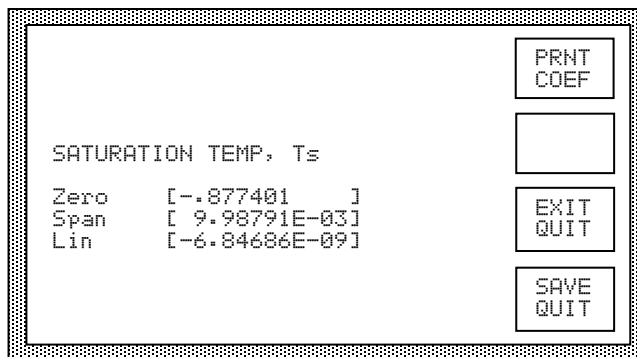 PRNT
COEF
SATURATION TEMP, Ts
Zero [-.877401 ]
Span [ 9.98791E-03]
Lin [-6.84686E-09]
EXIT
QUIT
SAVE
QUIT